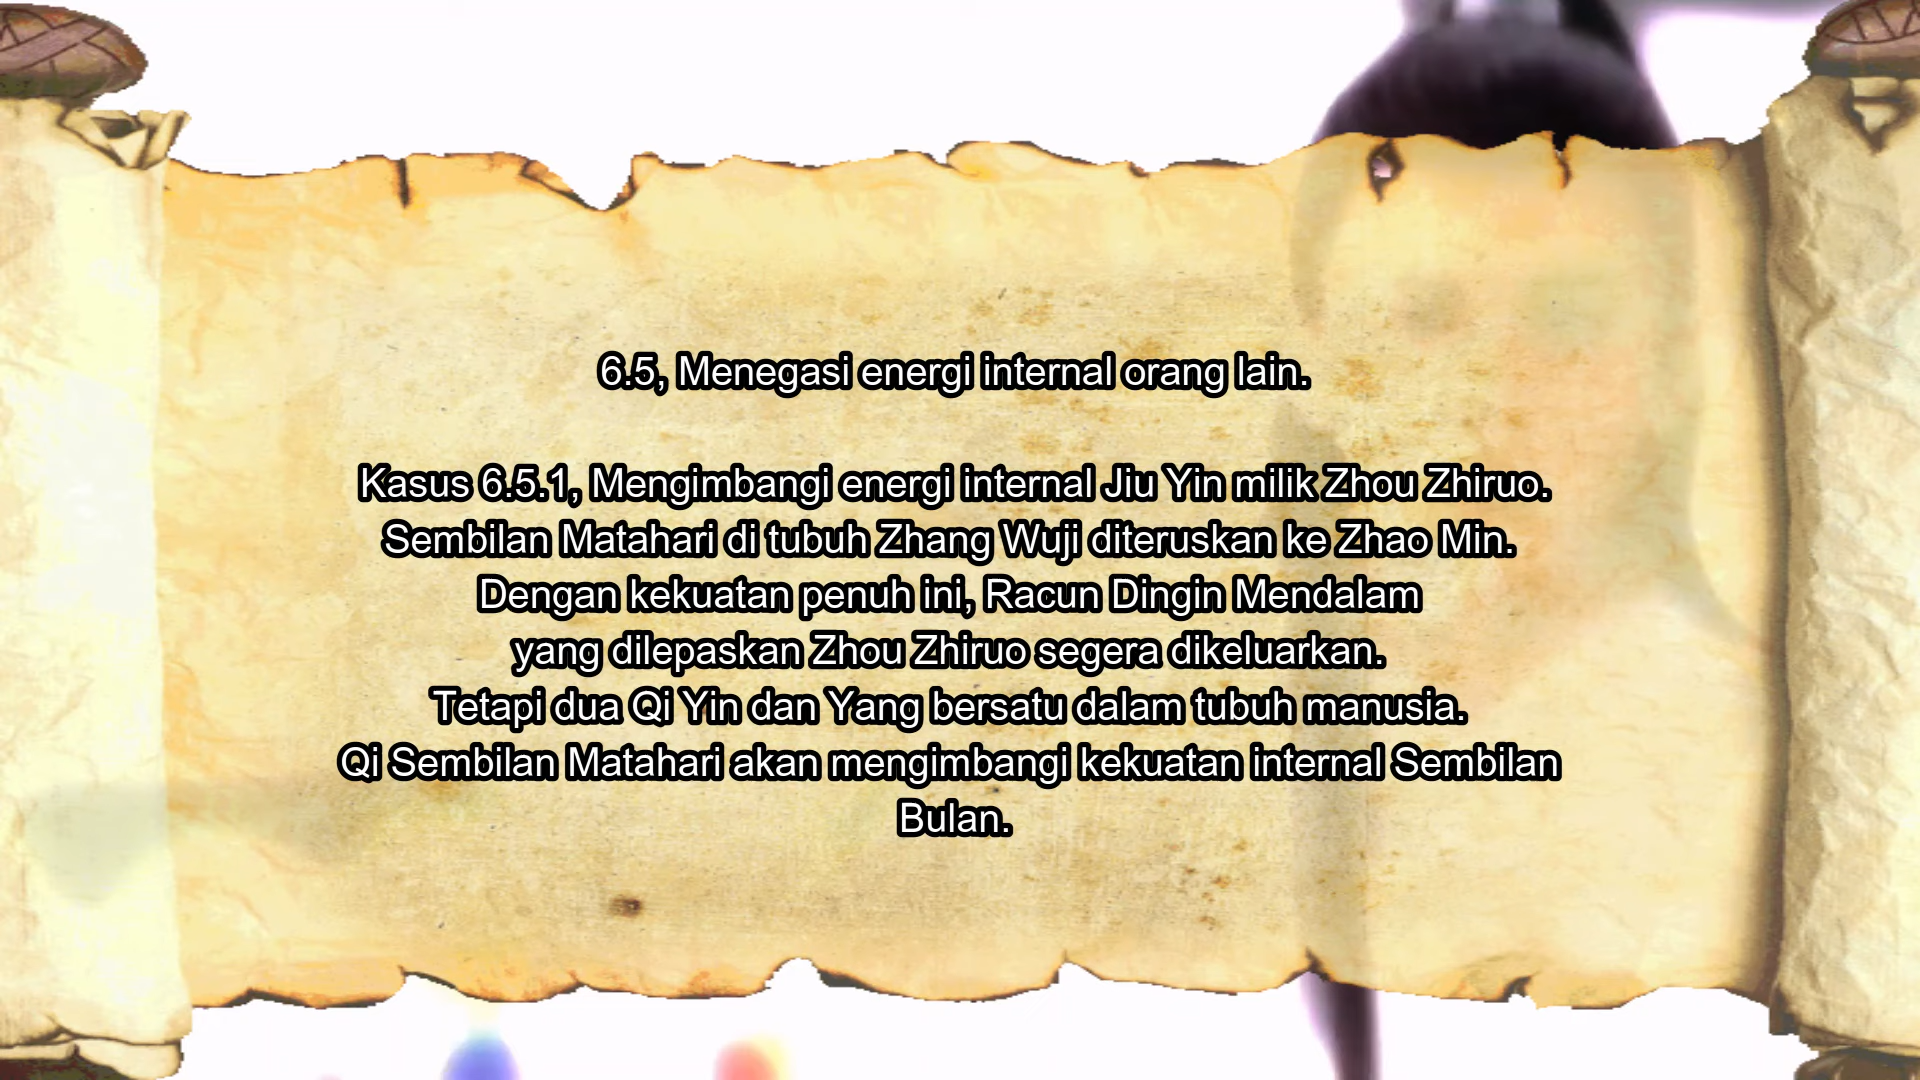 6.5, Menegasi energi internal orang lain.
Kasus 6.5.1, Mengimbangi energi internal Jiu Yin milik Zhou Zhiruo.
Sembilan Matahari di tubuh Zhang Wuji diteruskan ke Zhao Min.
Dengan kekuatan penuh ini, Racun Dingin Mendalam
yang dilepaskan Zhou Zhiruo segera dikeluarkan.
Tetapi dua Qi Yin dan Yang bersatu dalam tubuh manusia.
Qi Sembilan Matahari akan mengimbangi kekuatan internal Sembilan
Bulan.